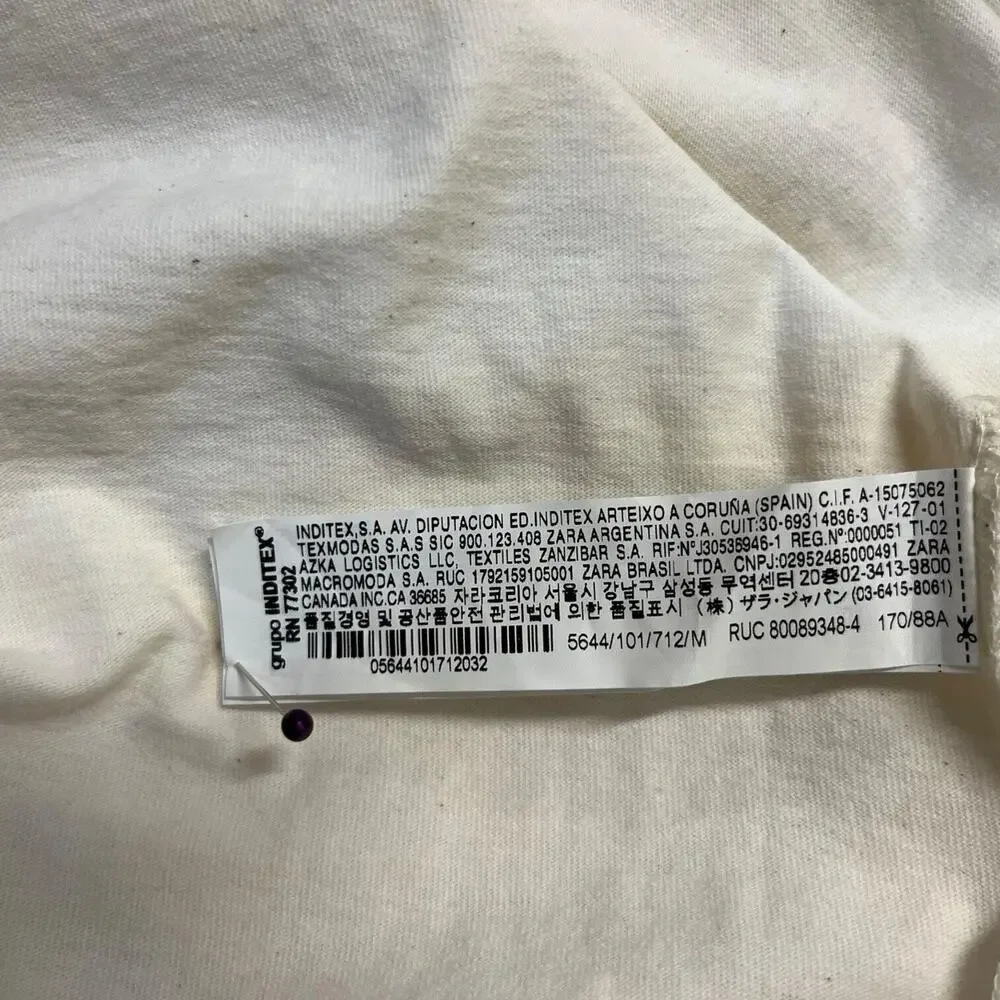 grupo INDITEX®
RN 77302
INDITEX,S.A. AV. DIPUTACION ED.INDITEX ARTEIXO A CORUÑA (SPAIN) C.I.F. A-15075062
TEXMODAS S.A.S SIC 900.123.408 ZARA ARGENTINA S.A. CUIT:30-69314836-3 V-127-01
AZKA LOGISTICS LLC, TEXTILES ZANZIBAR S.A. RIF:NºJ30538946-1 REG.Nº:0000051 TI-02
MACROMODA S.A. RUC 1792159105001 ZARA BRASIL LTDA. CNPJ:02952485000491 ZARA
CANADA INC.CA 36685 자라코리아 서울시 강남구 삼성동 무역센터 20층02-3413-9800
품질경영 및 공산품안전 관리법에 의한 품질표시 (株) ザラ・ジャパン (03-6415-8061)
05644101712032
5644/101/712/M RUC 80089348-4 170/88A